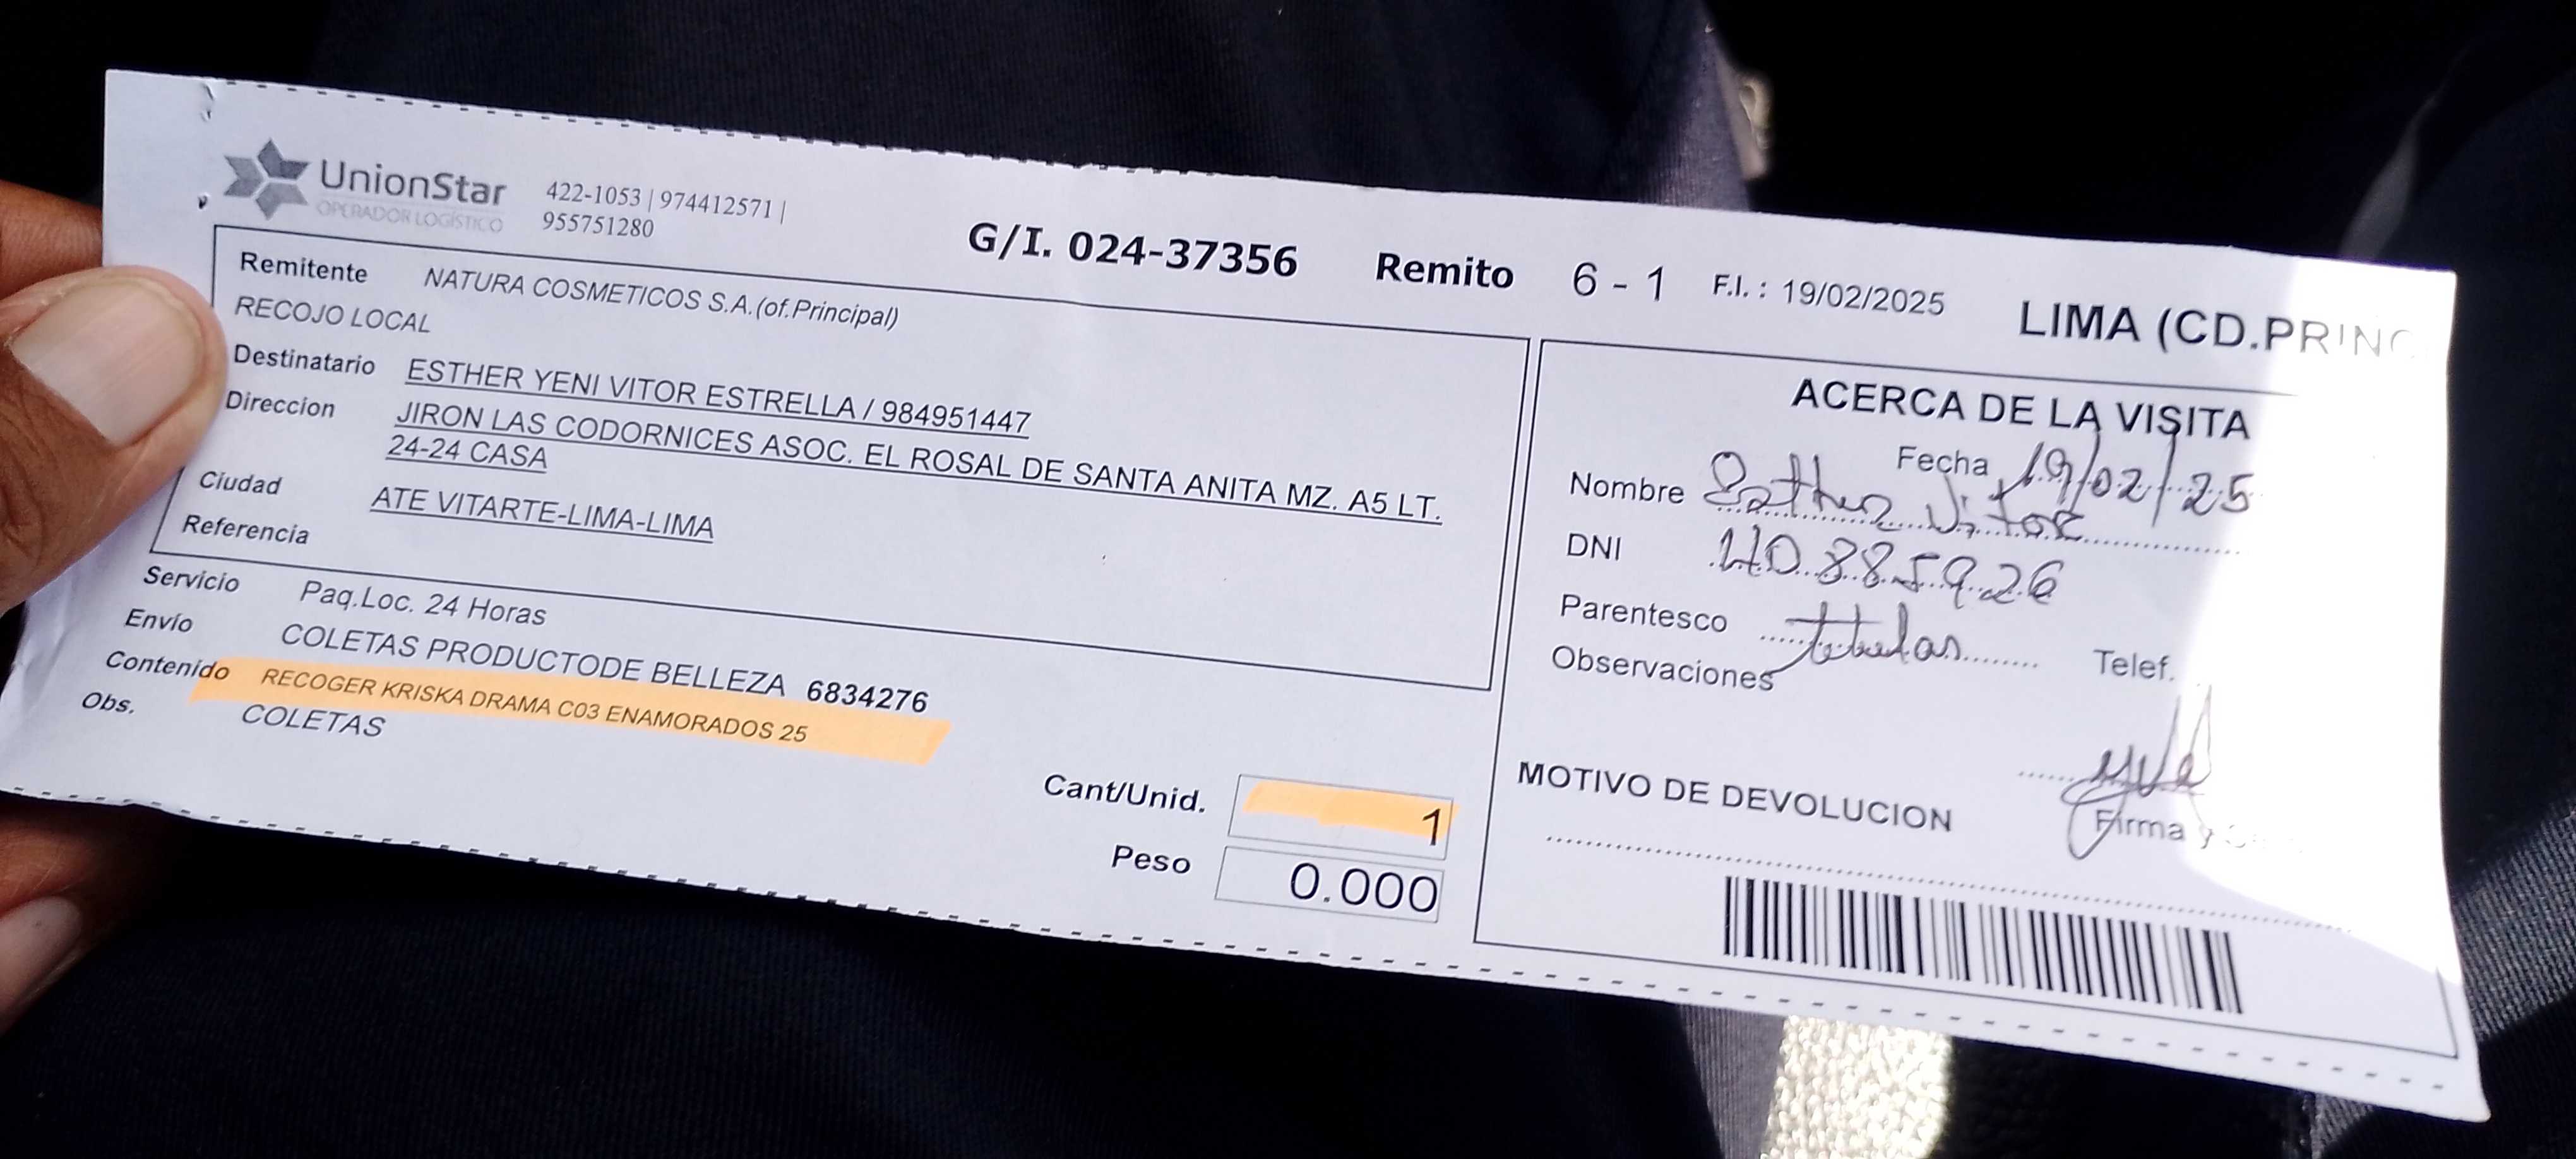 UnionStar
OPERADOR LOGÍSTICO
422-1053 | 974412571 |
955751280
G/I. 024-37356 Remito 6 - 1 F.I. : 19/02/2025 LIMA (CD.PRINC
Remitente NATURA COSMETICOS S.A.(of.Principal)
RECOJO LOCAL
Destinatario ESTHER YENI VITOR ESTRELLA / 984951447
Direccion JIRON LAS CODORNICES ASOC. EL ROSAL DE SANTA ANITA MZ. A5 LT.
24-24 CASA
Ciudad ATE VITARTE-LIMA-LIMA
Referencia
Servicio Paq.Loc. 24 Horas
Envío COLETAS PRODUCTODE BELLEZA 6834276
Contenido RECOGER KRISKA DRAMA C03 ENAMORADOS 25
Obs. COLETAS
Cant/Unid. 1
Peso 0.000
ACERCA DE LA VISITA
Fecha 19/02/25
Nombre Esther Vitor
DNI 40885926
Parentesco titular Telef.
Observaciones
Firma y
MOTIVO DE DEVOLUCION